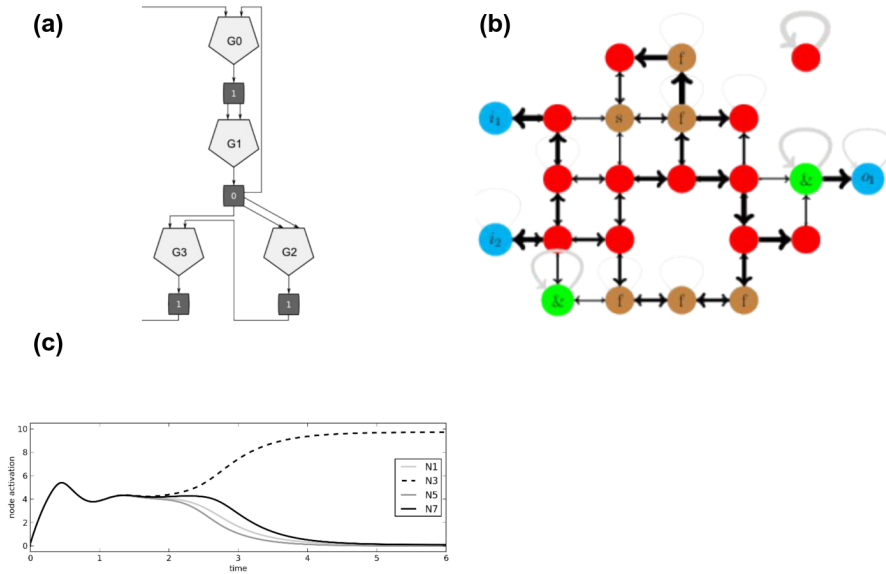 (a)
G0
1
G1
0
G3
G2
1
1
(b)
f
i₁
s
f
&
o₁
i₂
&
f
f
f
(c)
10
8
6
4
2
0
node activation
N1
N3
N5
N7
0 1 2 3 4 5 6
time